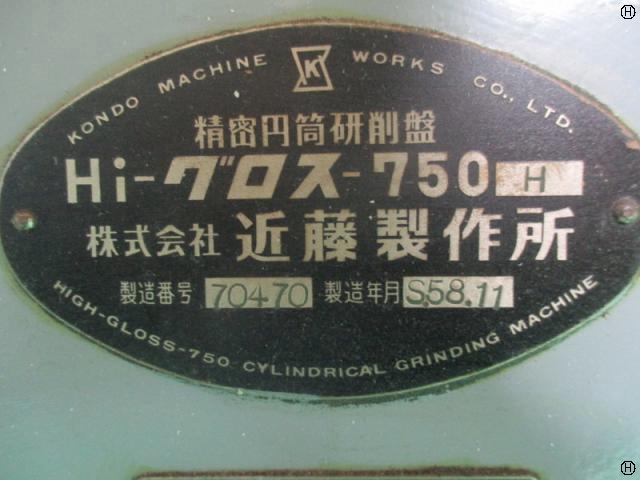 KONDO MACHINE WORKS CO., LTD.
K
精密円筒研削盤
Hi-グロス-750 H
株式会社 近藤製作所
製造番号 70470 製造年月 S.58.11
HIGH-GLOSS-750 CYLINDRICAL GRINDING MACHINE
H
H